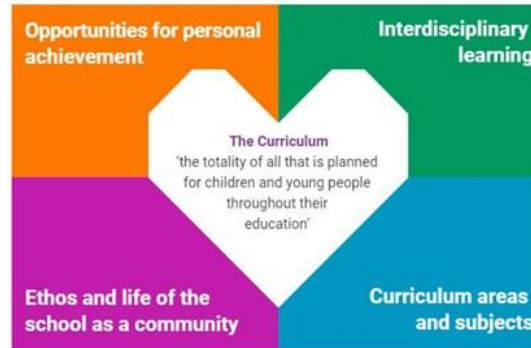 Opportunities for personal
achievement
Interdisciplinary
learning
The Curriculum
‘the totality of all that is planned
for children and young people
throughout their
education’
Ethos and life of the
school as a community
Curriculum areas
and subjects